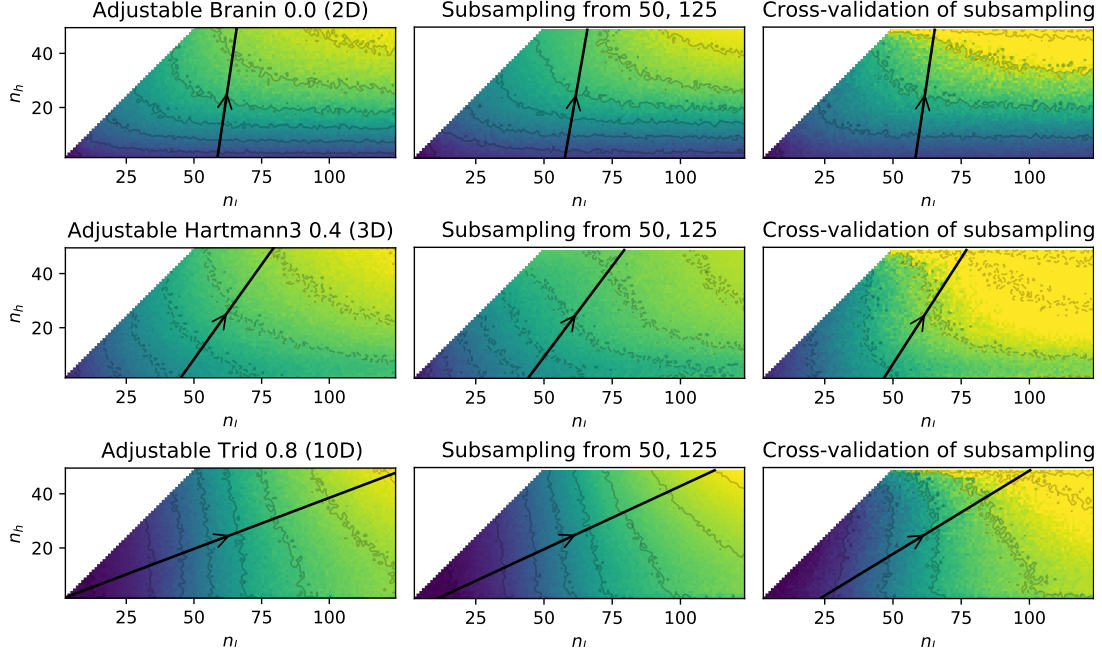 Adjustable Branin 0.0 (2D) Subsampling from 50, 125 Cross-validation of subsampling
40
20
n_h
25 50 75 100 25 50 75 100 25 50 75 100
n_l n_l n_l
Adjustable Hartmann3 0.4 (3D) Subsampling from 50, 125 Cross-validation of subsampling
40
20
n_h
25 50 75 100 25 50 75 100 25 50 75 100
n_l n_l n_l
Adjustable Trid 0.8 (10D) Subsampling from 50, 125 Cross-validation of subsampling
40
20
n_h
25 50 75 100 25 50 75 100 25 50 75 100
n_l n_l n_l